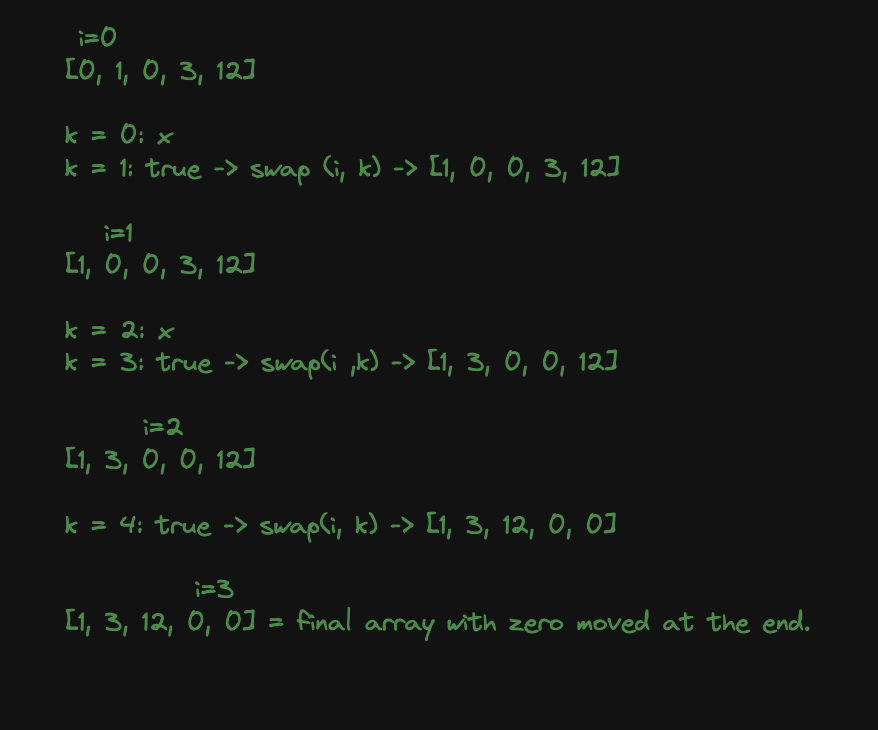 i=0
[0, 1, 0, 3, 12]
k = 0: x
k = 1: true -> swap (i, k) -> [1, 0, 0, 3, 12]
i=1
[1, 0, 0, 3, 12]
k = 2: x
k = 3: true -> swap(i ,k) -> [1, 3, 0, 0, 12]
i=2
[1, 3, 0, 0, 12]
k = 4: true -> swap(i, k) -> [1, 3, 12, 0, 0]
i=3
[1, 3, 12, 0, 0] = final array with zero moved at the end.